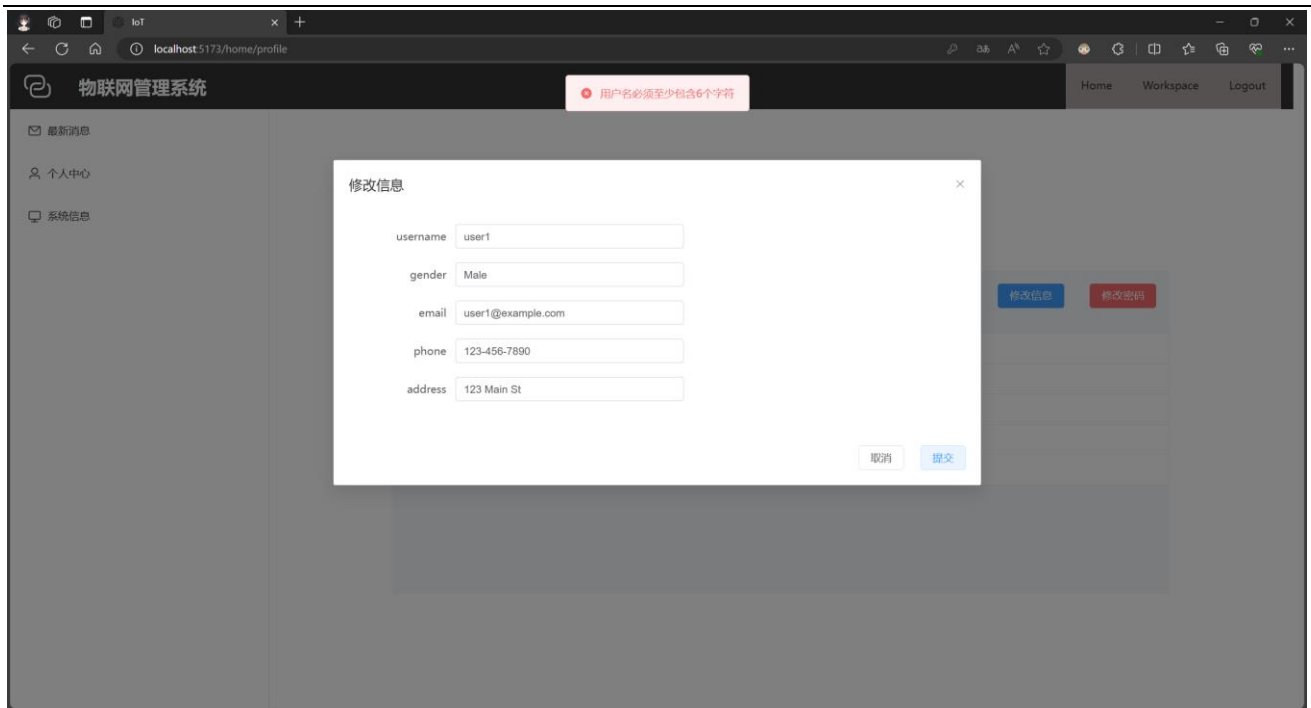 IoT
localhost:5173/home/profile
物联网管理系统
用户名必须至少包含6个字符
Home Workspace Logout
最新消息
个人中心
系统信息
修改信息
username user1
gender Male
email user1@example.com
phone 123-456-7890
address 123 Main St
修改信息 修改密码
取消 提交